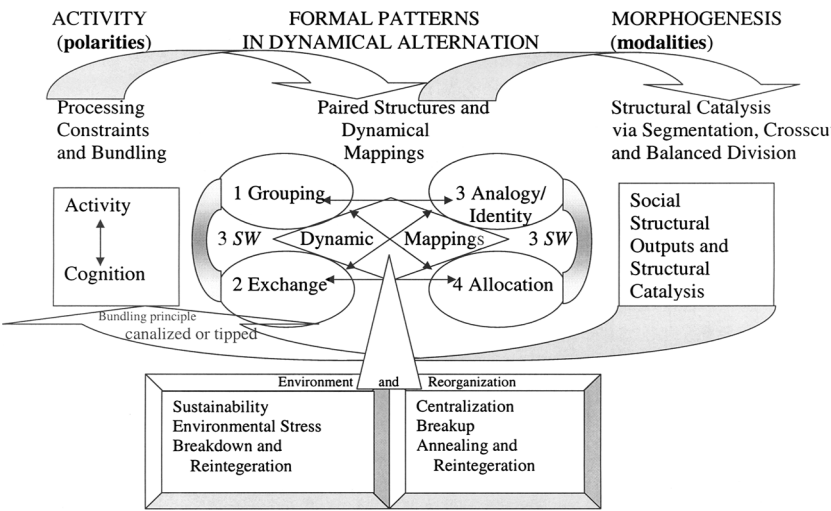 ACTIVITY
(polarities)
FORMAL PATTERNS
IN DYNAMICAL ALTERNATION
MORPHOGENESIS
(modalities)
Processing
Constraints
and Bundling
Paired Structures and
Dynamical
Mappings
Structural Catalysis
via Segmentation, Crosscu
and Balanced Division
Activity
Cognition
1 Grouping
3 Analogy/
Identity
3 SW
Dynamic
Mappings
3 SW
2 Exchange
4 Allocation
Social
Structural
Outputs and
Structural
Catalysis
Bundling principle
canalized or tipped
Environment and Reorganization
Sustainability
Environmental Stress
Breakdown and
Reintegeration
Centralization
Breakup
Annealing and
Reintegeration